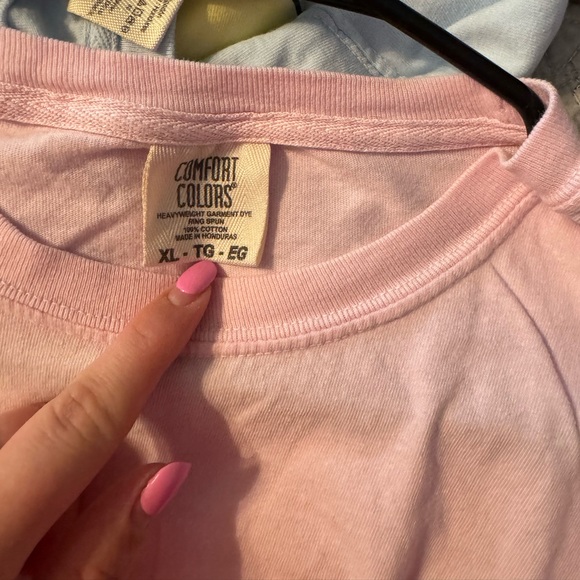 COMFORT
COLORS®
HEAVYWEIGHT GARMENT DYE
RING SPUN
100% COTTON
MADE IN HONDURAS
XL - TG - EG